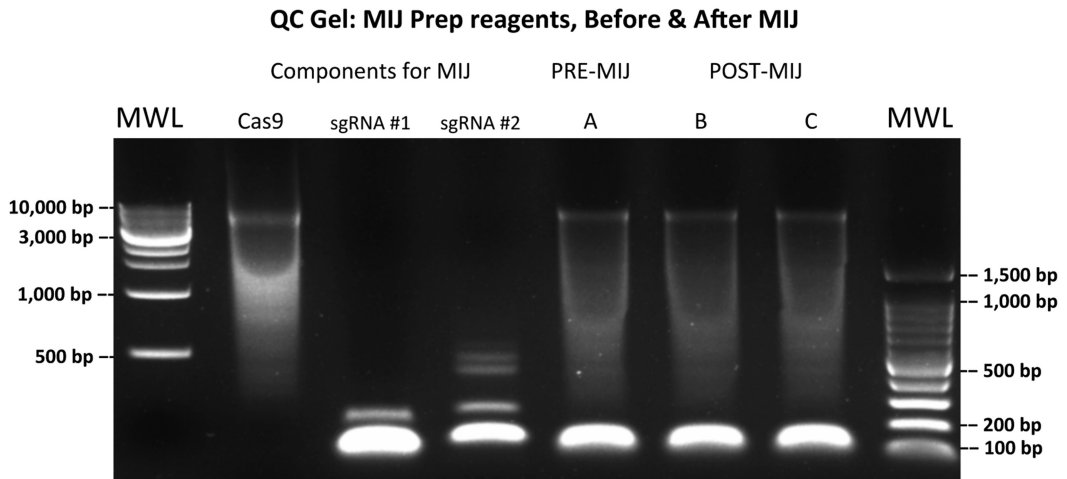 QC Gel: MIJ Prep reagents, Before & After MIJ
Components for MIJ PRE-MIJ POST-MIJ
MWL Cas9 sgRNA #1 sgRNA #2 A B C MWL
10,000 bp
3,000 bp
1,000 bp
500 bp
1,500 bp
1,000 bp
500 bp
200 bp
100 bp